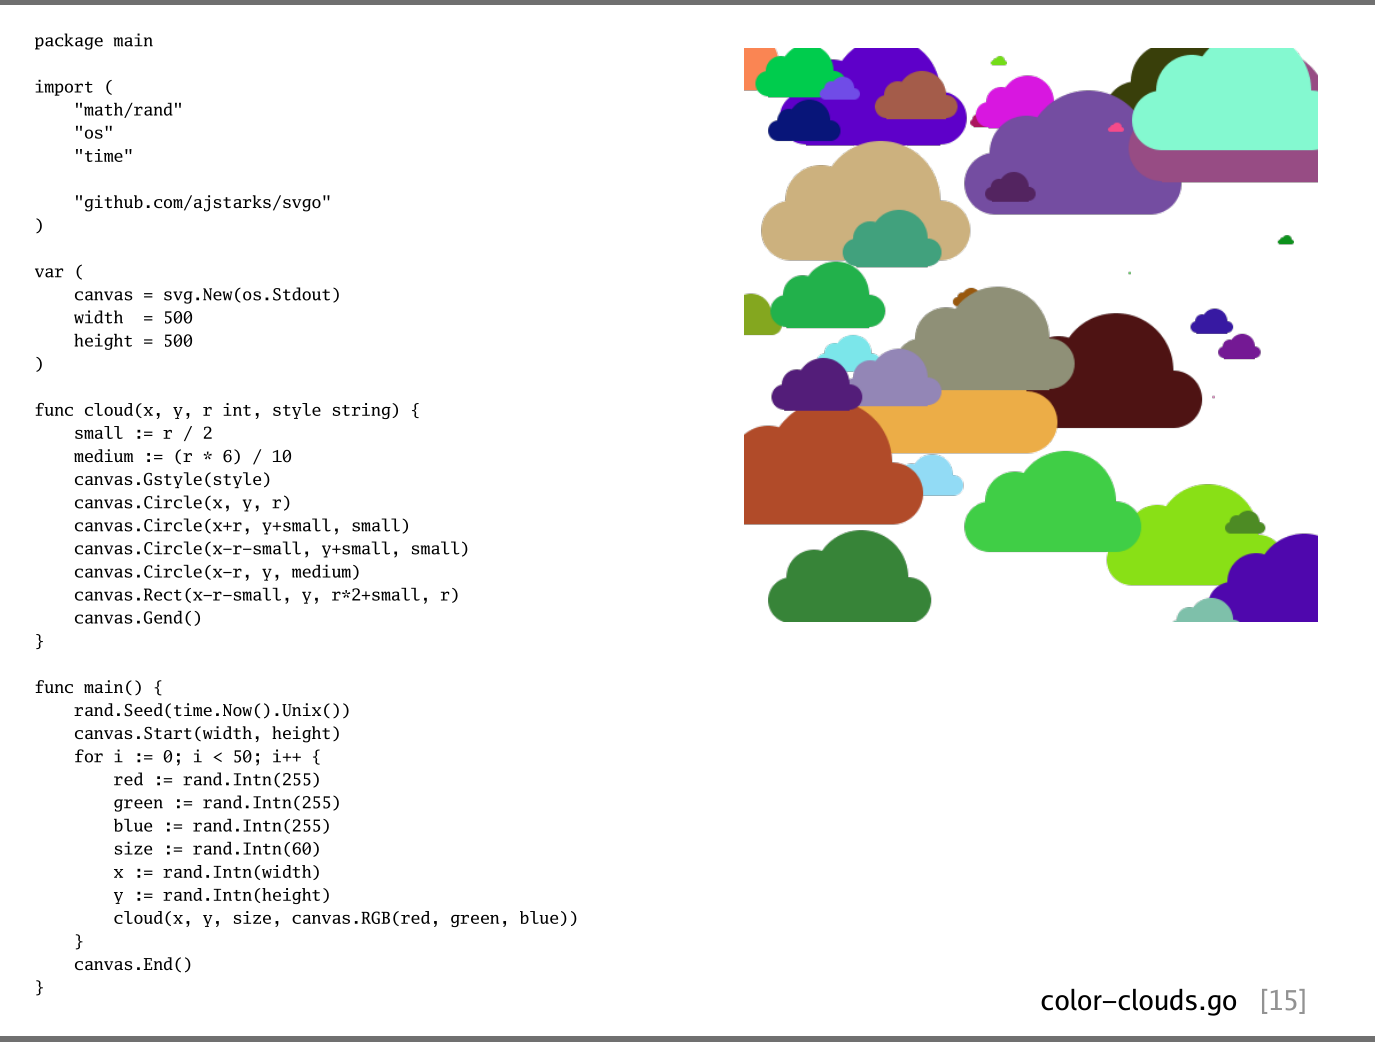 package main

import (
    "math/rand"
    "os"
    "time"

    "github.com/ajstarks/svgo"
)

var (
    canvas = svg.New(os.Stdout)
    width  = 500
    height = 500
)

func cloud(x, y, r int, style string) {
    small := r / 2
    medium := (r * 6) / 10
    canvas.Gstyle(style)
    canvas.Circle(x, y, r)
    canvas.Circle(x+r, y+small, small)
    canvas.Circle(x-r-small, y+small, small)
    canvas.Circle(x-r, y, medium)
    canvas.Rect(x-r-small, y, r*2+small, r)
    canvas.Gend()
}

func main() {
    rand.Seed(time.Now().Unix())
    canvas.Start(width, height)
    for i := 0; i < 50; i++ {
        red := rand.Intn(255)
        green := rand.Intn(255)
        blue := rand.Intn(255)
        size := rand.Intn(60)
        x := rand.Intn(width)
        y := rand.Intn(height)
        cloud(x, y, size, canvas.RGB(red, green, blue))
    }
    canvas.End()
}
color-clouds.go [15]